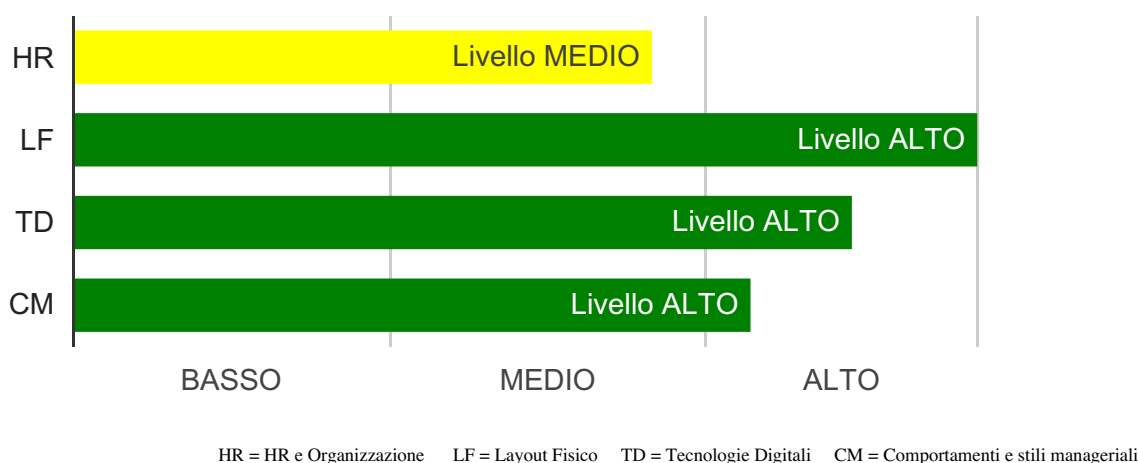 HR Livello MEDIO
LF Livello ALTO
TD Livello ALTO
CM Livello ALTO
BASSO MEDIO ALTO
HR = HR e Organizzazione LF = Layout Fisico TD = Tecnologie Digitali CM = Comportamenti e stili manageriali